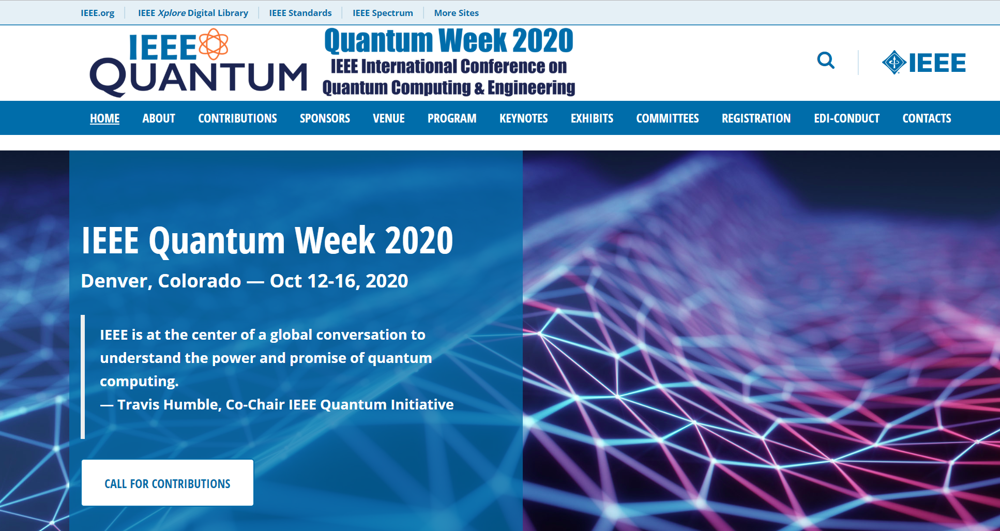 IEEE.org
IEEE Xplore Digital Library
IEEE Standards
IEEE Spectrum
More Sites
IEEE
QUANTUM
Quantum Week 2020
IEEE International Conference on
Quantum Computing & Engineering
IEEE
HOME
ABOUT
CONTRIBUTIONS
SPONSORS
VENUE
PROGRAM
KEYNOTES
EXHIBITS
COMMITTEES
REGISTRATION
EDI-CONDUCT
CONTACTS
IEEE Quantum Week 2020
Denver, Colorado — Oct 12-16, 2020
IEEE is at the center of a global conversation to
understand the power and promise of quantum
computing.
— Travis Humble, Co-Chair IEEE Quantum Initiative
CALL FOR CONTRIBUTIONS